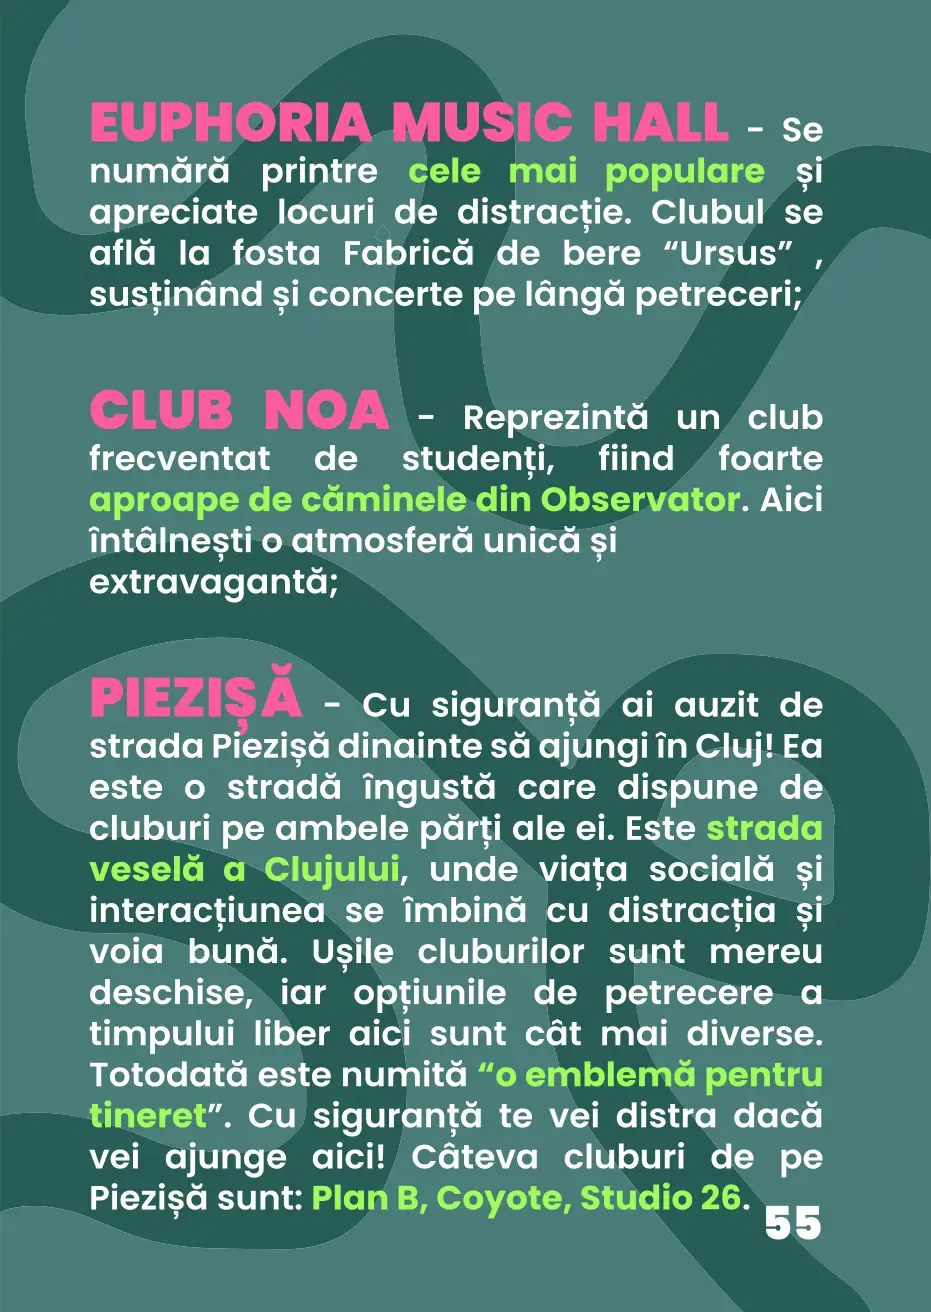 EUPHORIA MUSIC HALL - Se
numără printre cele mai populare și
apreciate locuri de distracție. Clubul se
află la fosta Fabrică de bere “Ursus” ,
susținând și concerte pe lângă petreceri;
CLUB NOA - Reprezintă un club
frecventat de studenți, fiind foarte
aproape de căminele din Observator. Aici
întâlnești o atmosferă unică și
extravagantă;
PIEZIȘĂ - Cu siguranță ai auzit de
strada Piezișă dinainte să ajungi în Cluj! Ea
este o stradă îngustă care dispune de
cluburi pe ambele părți ale ei. Este strada
veselă a Clujului, unde viața socială și
interacțiunea se îmbină cu distracția și
voia bună. Ușile cluburilor sunt mereu
deschise, iar opțiunile de petrecere a
timpului liber aici sunt cât mai diverse.
Totodată este numită “o emblemă pentru
tineret”. Cu siguranță te vei distra dacă
vei ajunge aici! Câteva cluburi de pe
Piezișă sunt: Plan B, Coyote, Studio 26.
55